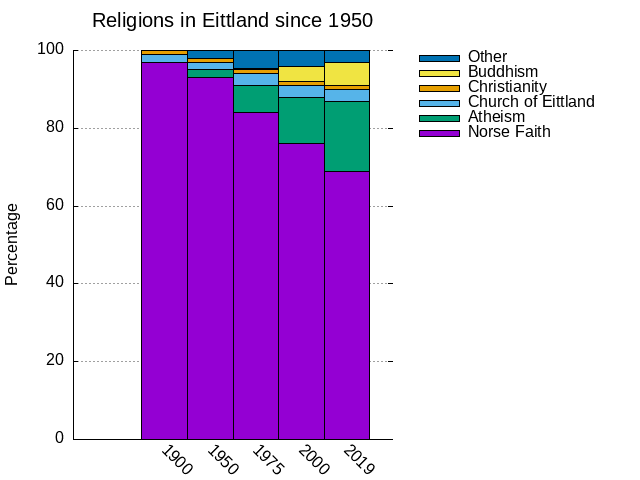 Religions in Eittland since 1950
Percentage
100
80
60
40
20
0
1900
1950
1975
2000
2019
Other
Buddhism
Christianity
Church of Eittland
Atheism
Norse Faith